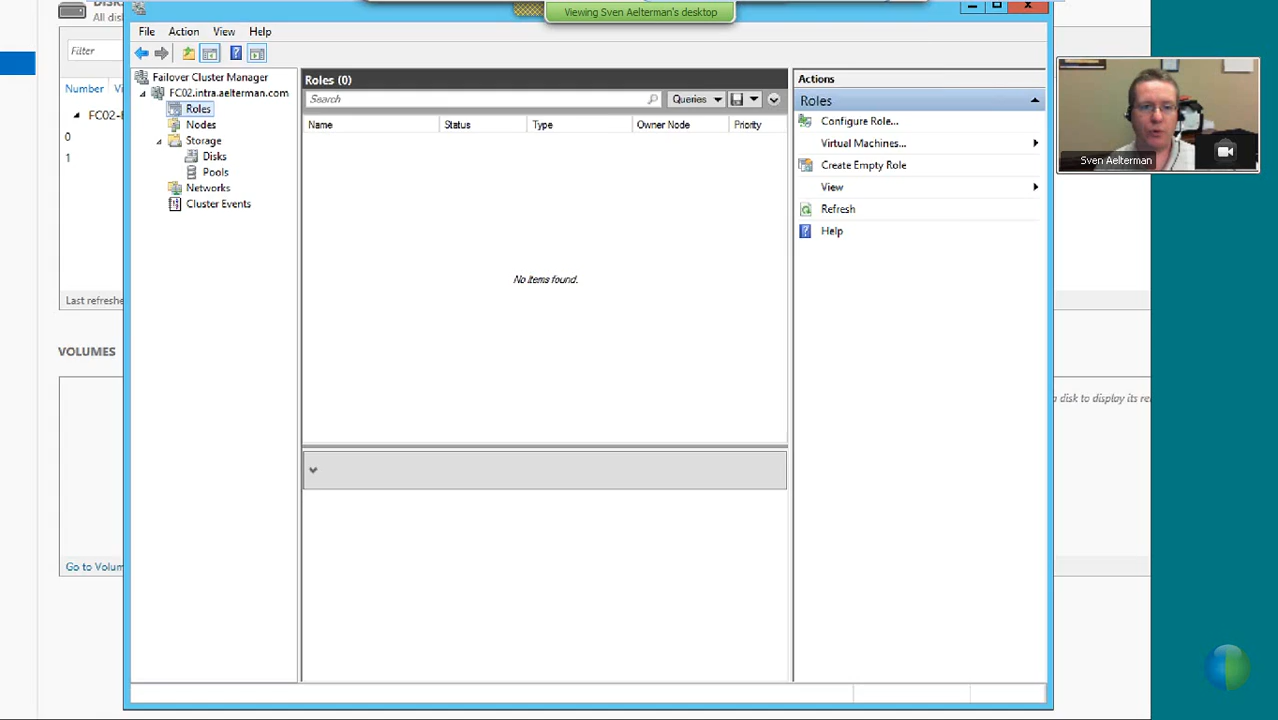 DISKS
All disk
Filter
Number
FC02-
0
1
Last refreshe
VOLUMES
Go to Volum
a disk to display its re
Viewing Sven Aelterman's desktop
File Action View Help
Failover Cluster Manager
FC02.intra.aelterman.com
Roles
Nodes
Storage
Disks
Pools
Networks
Cluster Events
Roles (0)
Search
Queries
Name Status Type Owner Node Priority
No items found.
Actions
Roles
Configure Role...
Virtual Machines...
Create Empty Role
View
Refresh
Help
Sven Aelterman